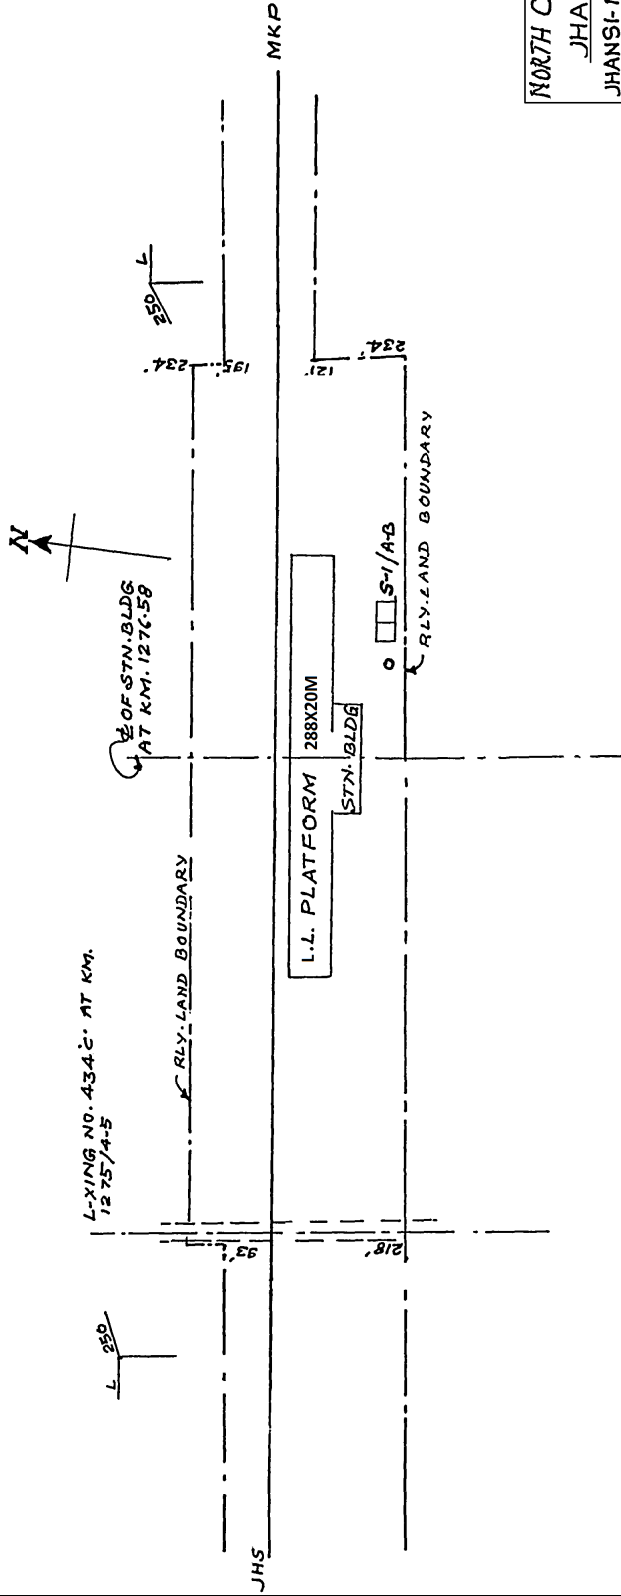 MKP
NORTH C
JHA
JHANSI-
L
250
234'
195'
121'
234'
N
℄ OF STN. BLDG
AT KM. 1276.58
S-1/A-B
RLY. LAND BOUNDARY
L.L. PLATFORM 288X20M
STN. BLDG
RLY. LAND BOUNDARY
L-XING NO. 434'C' AT KM.
1275/4-5
93'
218'
250
L
JHS